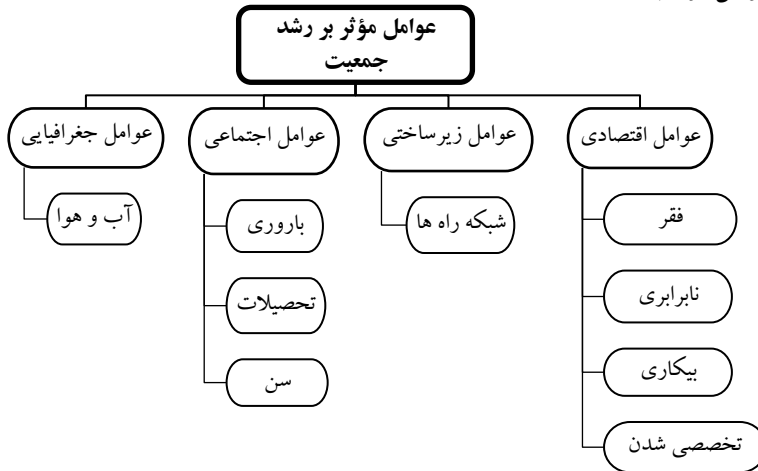 عوامل مؤثر بر رشد
جمعیت
عوامل اقتصادی
فقر
نابرابری
بیکاری
تخصصی شدن
عوامل زیرساختی
شبکه راه ها
عوامل اجتماعی
باروری
تحصیلات
سن
عوامل جغرافیایی
آب و هوا